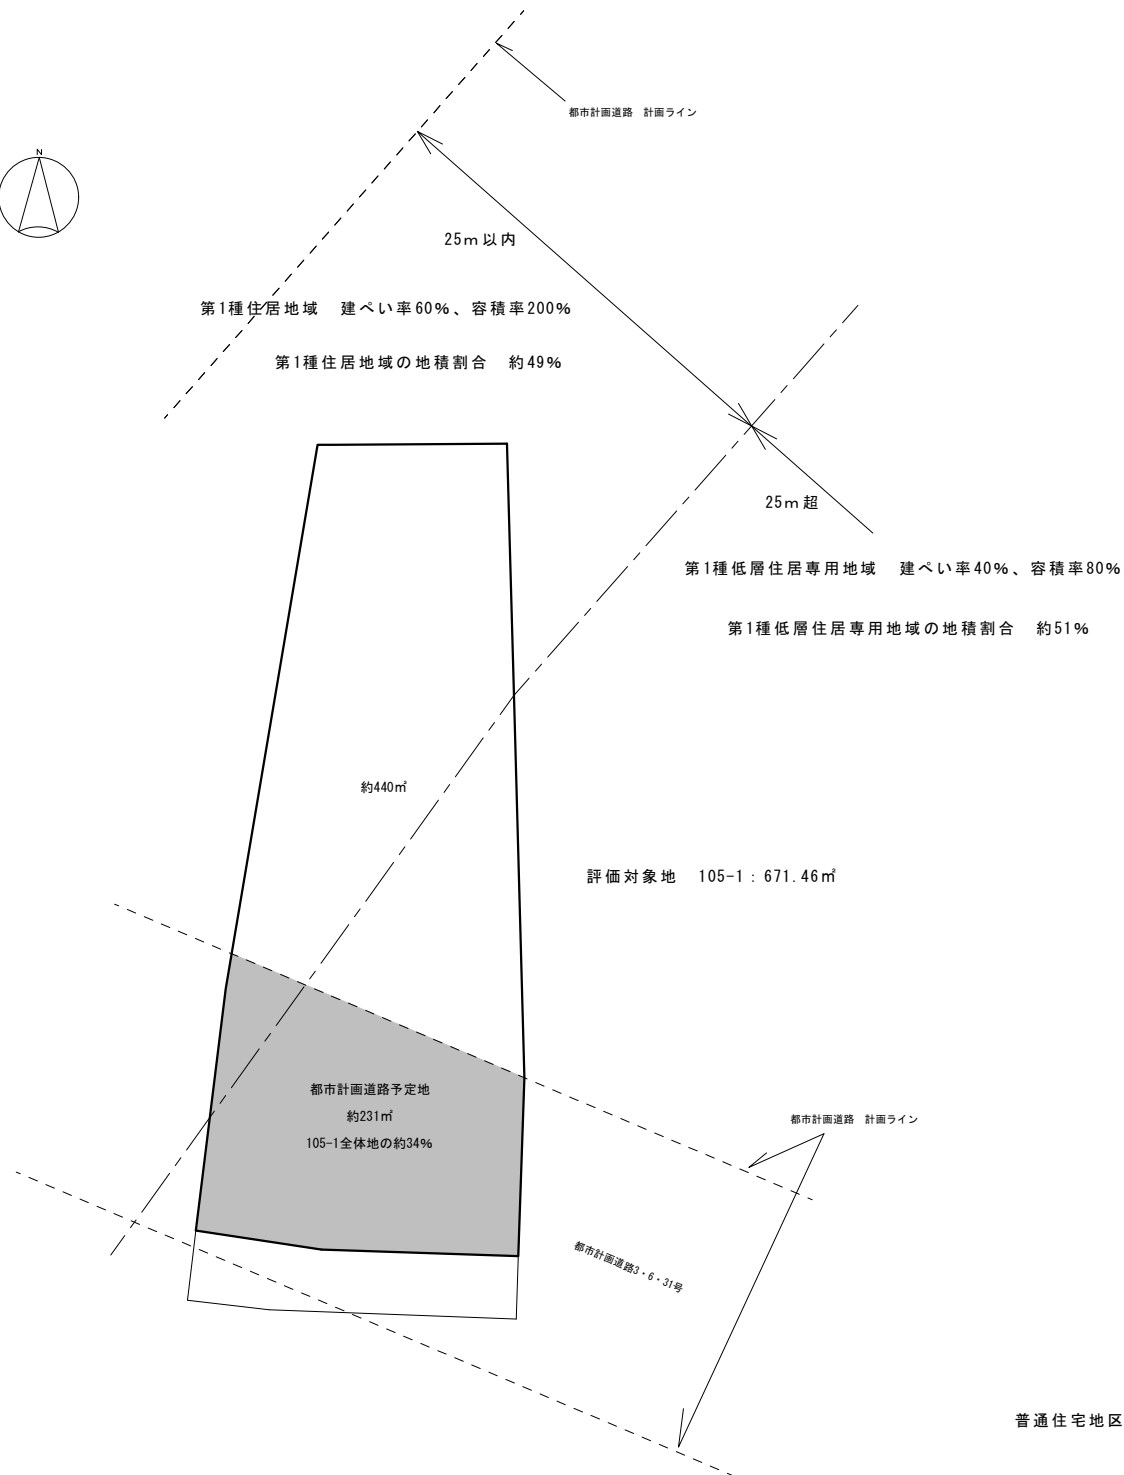 都市計画道路　計画ライン
N
25m以内
第1種住居地域　建ぺい率60%、容積率200%
第1種住居地域の地積割合　約49%
25m超
第1種低層住居専用地域　建ぺい率40%、容積率80%
第1種低層住居専用地域の地積割合　約51%
約440㎡
評価対象地　105-1：671.46㎡
都市計画道路予定地
約231㎡
105-1全体地の約34%
都市計画道路　計画ライン
都市計画道路3・6・31号
普通住宅地区